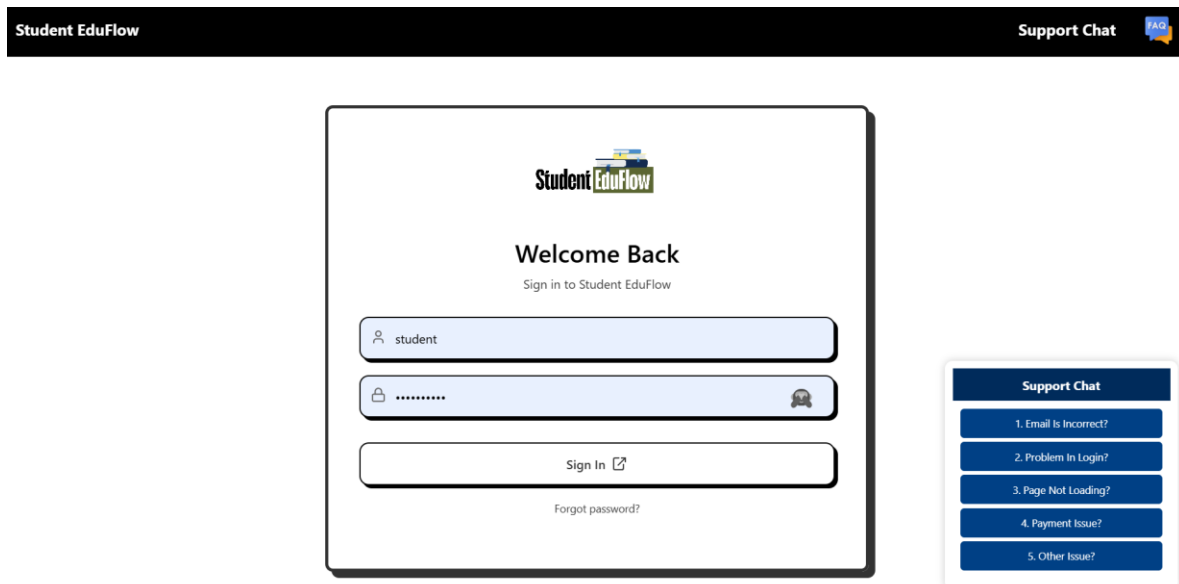 Student EduFlow
Support Chat
FAQ
Student EduFlow
Welcome Back
Sign in to Student EduFlow
student
••••••••••
Sign In
Forgot password?
Support Chat
1. Email Is Incorrect?
2. Problem In Login?
3. Page Not Loading?
4. Payment Issue?
5. Other Issue?